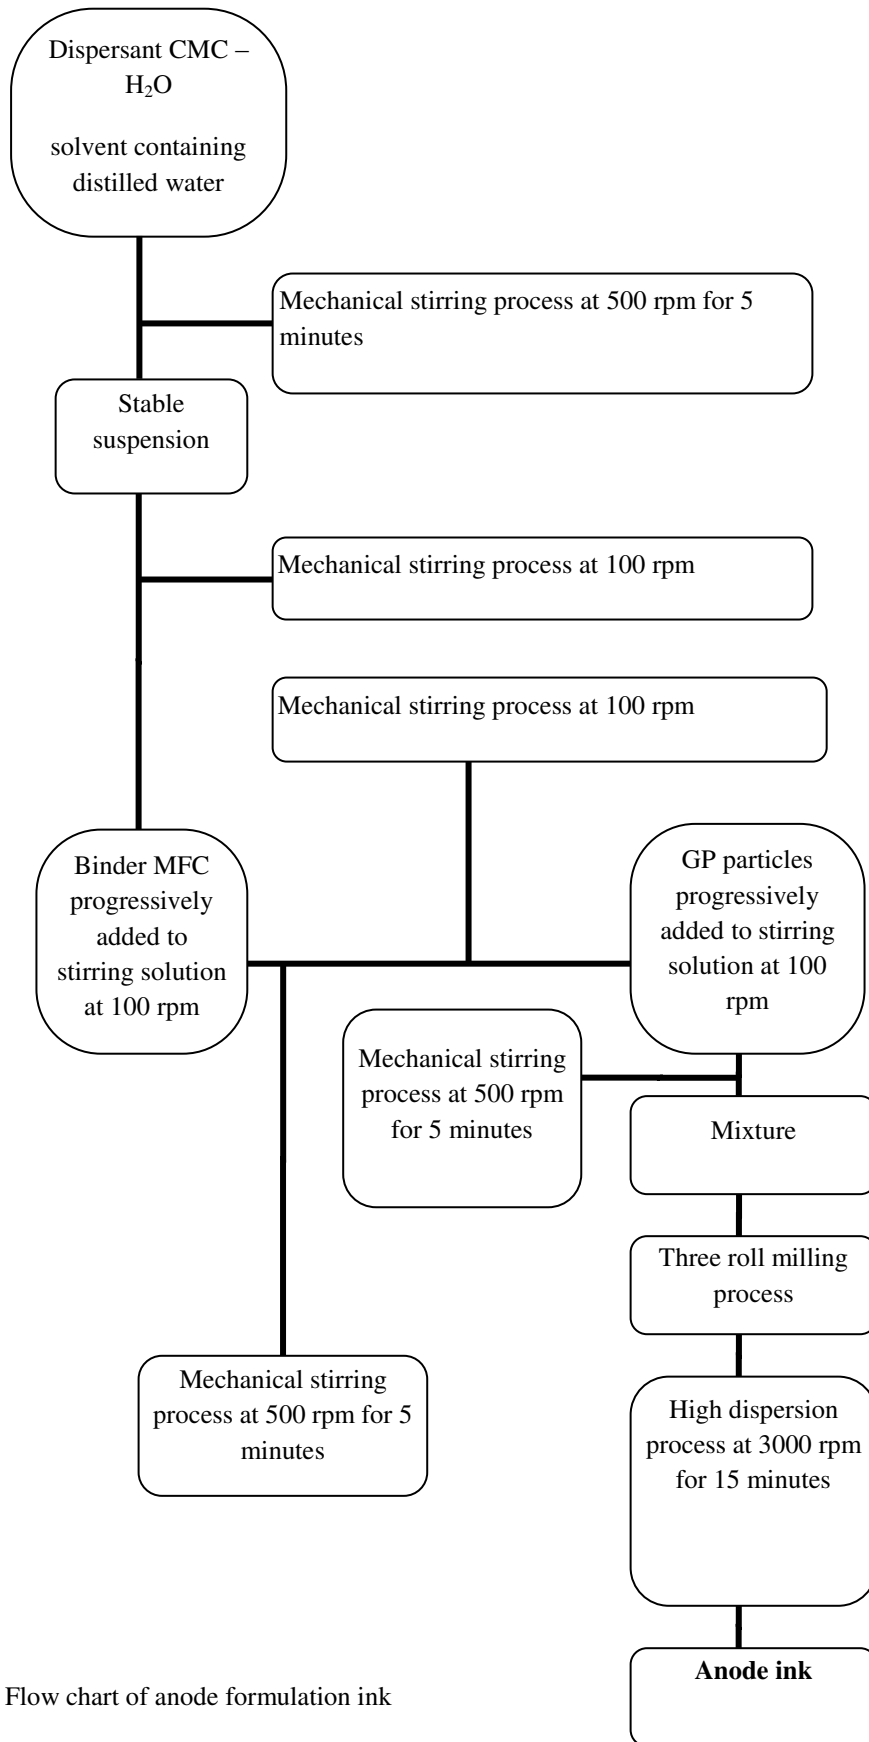 Dispersant CMC –
H₂O
solvent containing
distilled water
Mechanical stirring process at 500 rpm for 5
minutes
Stable
suspension
Mechanical stirring process at 100 rpm
Mechanical stirring process at 100 rpm
Binder MFC
progressively
added to
stirring solution
at 100 rpm
GP particles
progressively
added to stirring
solution at 100
rpm
Mechanical stirring
process at 500 rpm
for 5 minutes
Mixture
Three roll milling
process
Mechanical stirring
process at 500 rpm for 5
minutes
High dispersion
process at 3000 rpm
for 15 minutes
Anode ink
Flow chart of anode formulation ink